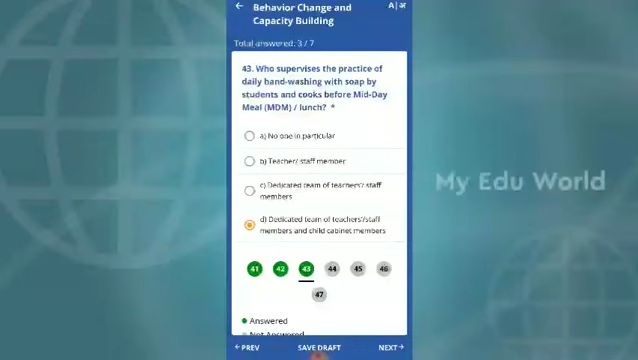 Behavior Change and
Capacity Building
A|अ
Total answered: 3 / 7
43. Who supervises the practice of
daily hand-washing with soap by
students and cooks before Mid-Day
Meal (MDM) / lunch? *
a) No one in particular
b) Teacher/ staff member
c) Dedicated team of teachers'/ staff
members
d) Dedicated team of teachers'/staff
members and child cabinet members
41 42 43 44 45 46
47
Answered
Not Answered
PREV SAVE DRAFT NEXT
My Edu World